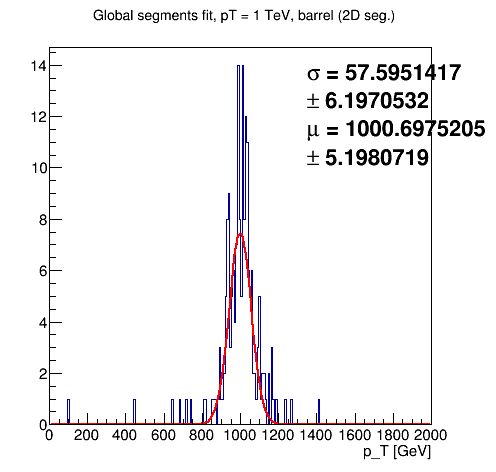 Global segments fit, pT = 1 TeV, barrel (2D seg.)
σ = 57.5951417
± 6.1970532
μ = 1000.6975205
± 5.1980719
14
12
10
8
6
4
2
0
0 200 400 600 800 1000 1200 1400 1600 1800 2000
p_T [GeV]